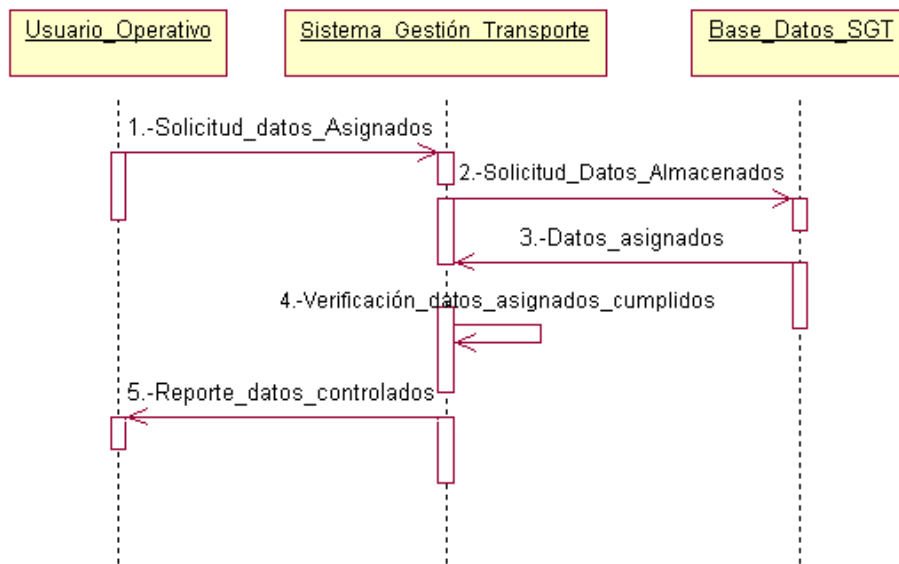 Usuario_Operativo
Sistema_Gestión_Transporte
Base_Datos_SGT
1.-Solicitud_datos_Asignados
2.-Solicitud_Datos_Almacenados
3.-Datos_asignados
4.-Verificación_datos_asignados_cumplidos
5.-Reporte_datos_controlados